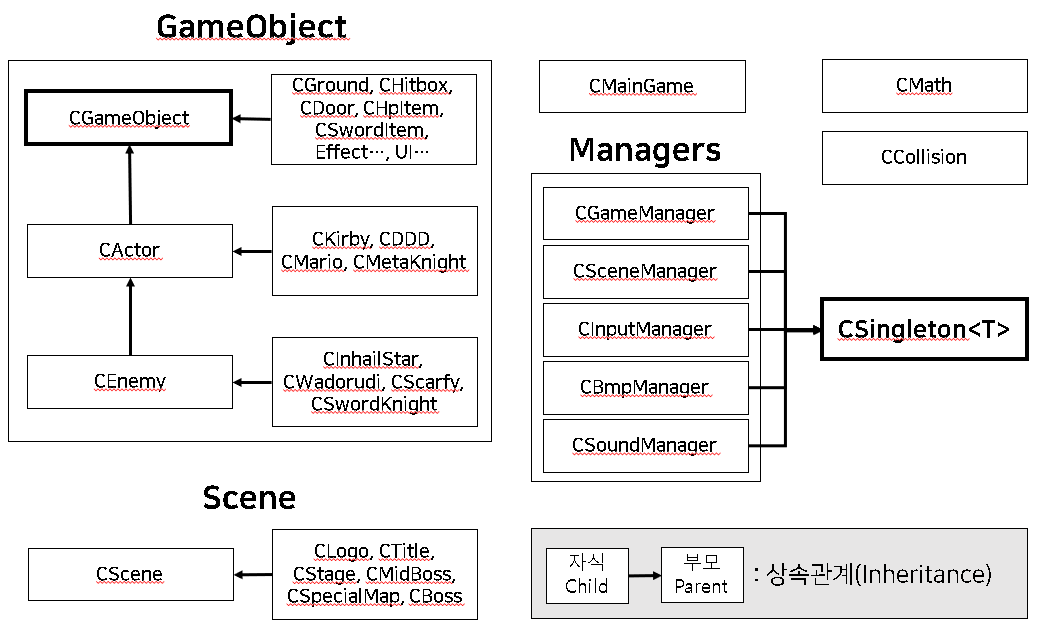 GameObject
CGameObject
CGround, CHitbox,
CDoor, CHpItem,
CSwordItem,
Effect…, UI…
CActor
CKirby, CDDD,
CMario, CMetaKnight
CEnemy
CInhailStar,
CWadorudi, CScarfy,
CSwordKnight
Scene
CScene
CLogo, CTitle,
CStage, CMidBoss,
CSpecialMap, CBoss
CMainGame
CMath
CCollision
Managers
CGameManager
CSceneManager
CInputManager
CBmpManager
CSoundManager
CSingleton<T>
자식
Child
부모
Parent
: 상속관계(Inheritance)